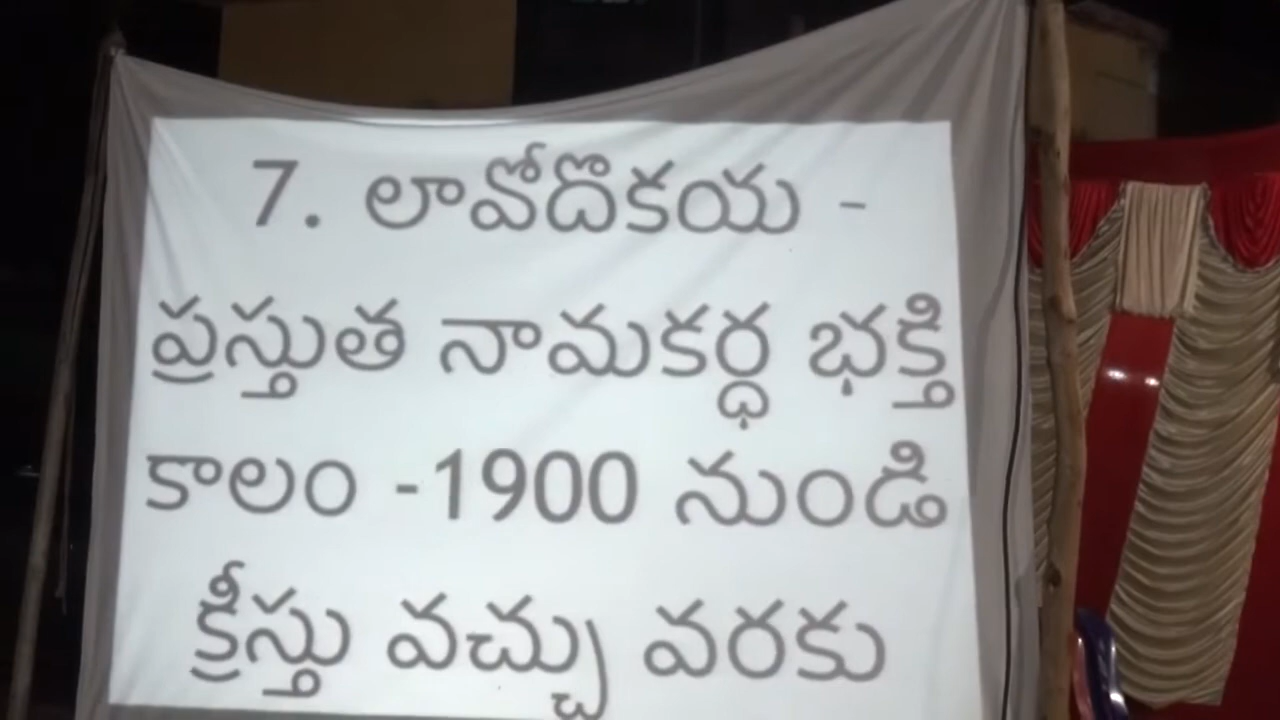 7. లావోదొకయ -
ప్రస్తుత నామకర్ధ భక్తి
కాలం -1900 నుండి
క్రీస్తు వచ్చు వరకు